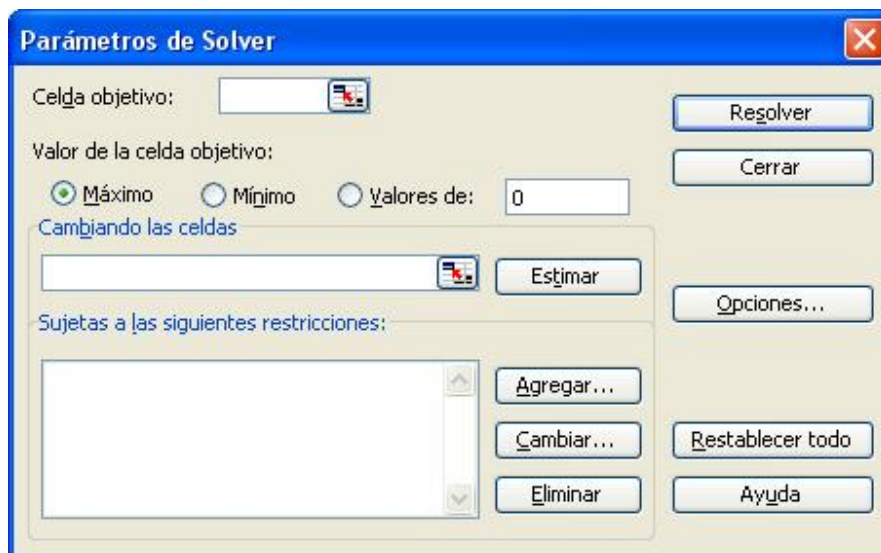 Parámetros de Solver
Celda objetivo:
Resolver
Valor de la celda objetivo:
Cerrar
Máximo Mínimo Valores de: 0
Cambiando las celdas
Estimar
Opciones...
Sujetas a las siguientes restricciones:
Agregar...
Cambiar... Restablecer todo
Eliminar Ayuda